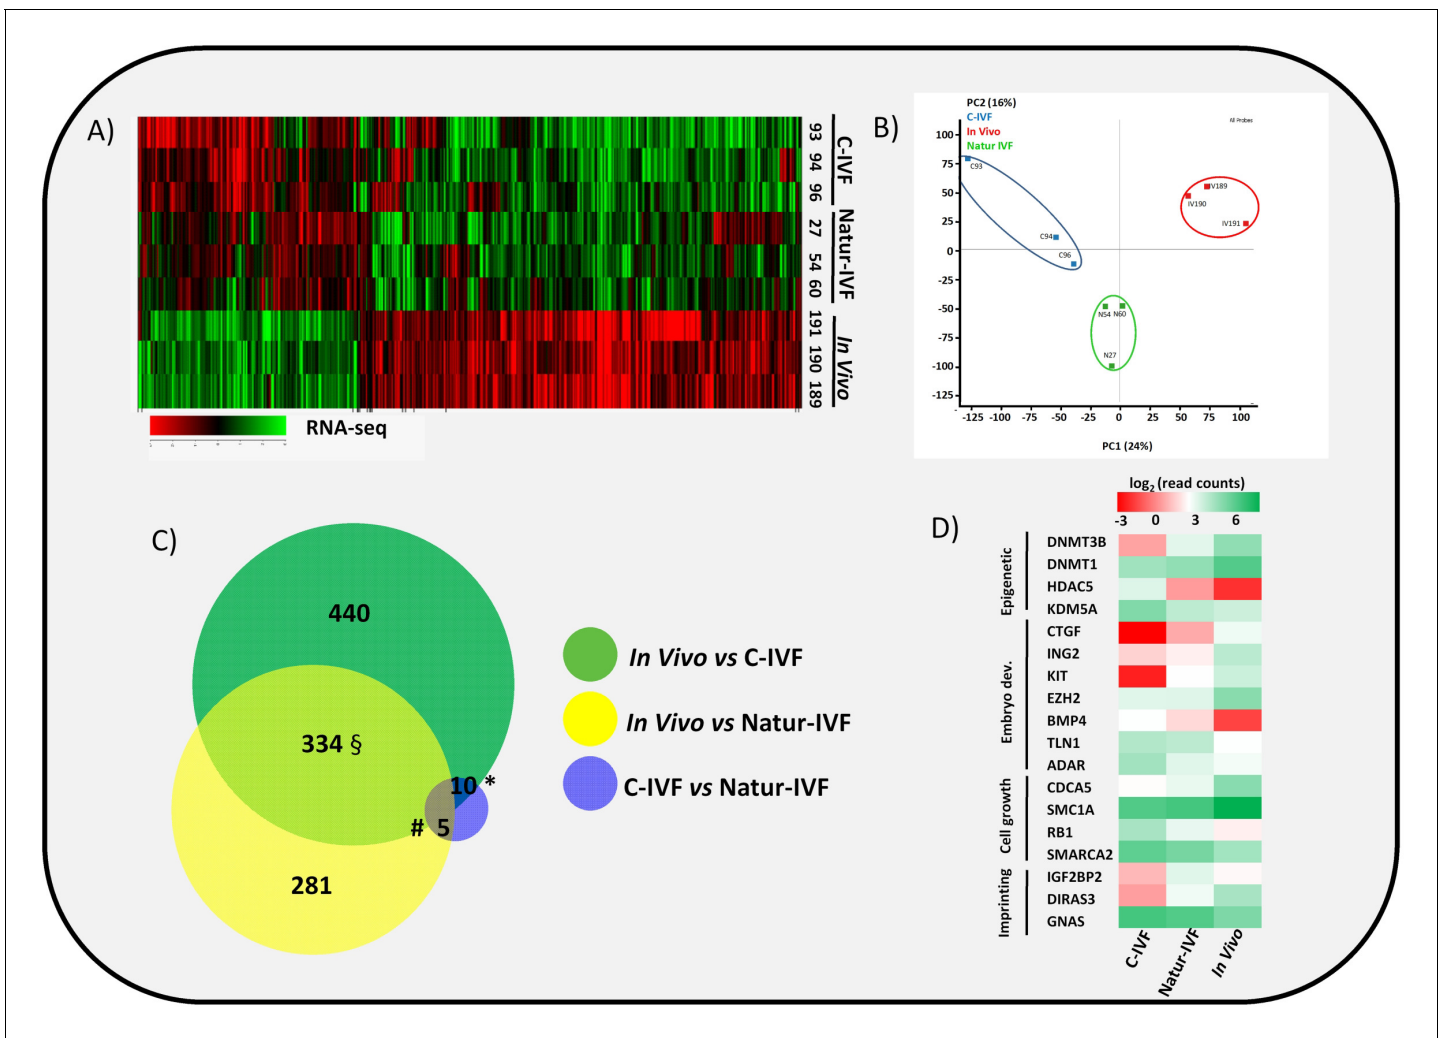 A)
93
94
96
27
54
60
191
190
189
C-IVF
Natur-IVF
In Vivo
RNA-seq
B)
PC2 (16%)
C-IVF
In Vivo
Natur IVF
All Probes
100
75
50
25
0
-25
-50
-75
-100
-125
C93
C94
C96
IV189
IV190
IV191
N54
N60
N27
-125
-100
-75
-50
-25
0
25
50
75
100
PC1 (24%)
C)
440
334 §
10 *
# 5
281
In Vivo vs C-IVF
In Vivo vs Natur-IVF
C-IVF vs Natur-IVF
D)
log2 (read counts)
-3 0 3 6
Epigenetic
DNMT3B
DNMT1
HDAC5
KDM5A
Embryo dev.
CTGF
ING2
KIT
EZH2
BMP4
TLN1
ADAR
Cell growth
CDCA5
SMC1A
RB1
SMARCA2
Imprinting
IGF2BP2
DIRAS3
GNAS
C-IVF
Natur-IVF
In Vivo